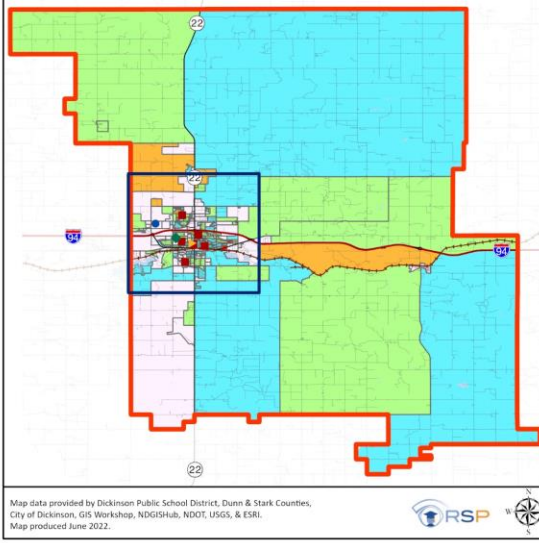 22
22
94
94
22
Map data provided by Dickinson Public School District, Dunn & Stark Counties,
City of Dickinson, GIS Workshop, NDGISHub, NDOT, USGS, & ESRI.
Map produced June 2022.
RSP
N
W
E
S